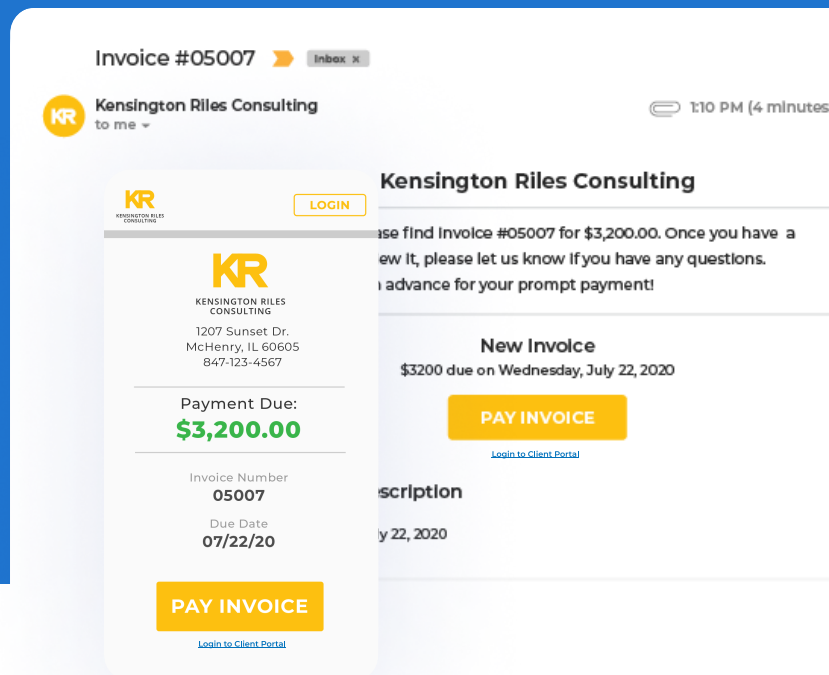 Invoice #05007
Inbox x
KR
Kensington Riles Consulting
to me
1:10 PM (4 minutes
KR
KENSINGTON RILES
CONSULTING
LOGIN
KR
KENSINGTON RILES
CONSULTING
1207 Sunset Dr.
McHenry, IL 60605
847-123-4567
Payment Due:
$3,200.00
Invoice Number
05007
Due Date
07/22/20
PAY INVOICE
Login to Client Portal
Kensington Riles Consulting
find Invoice #05007 for $3,200.00. Once you have a
it, please let us know if you have any questions.
advance for your prompt payment!
New Invoice
$3200 due on Wednesday, July 22, 2020
PAY INVOICE
Login to Client Portal
22, 2020